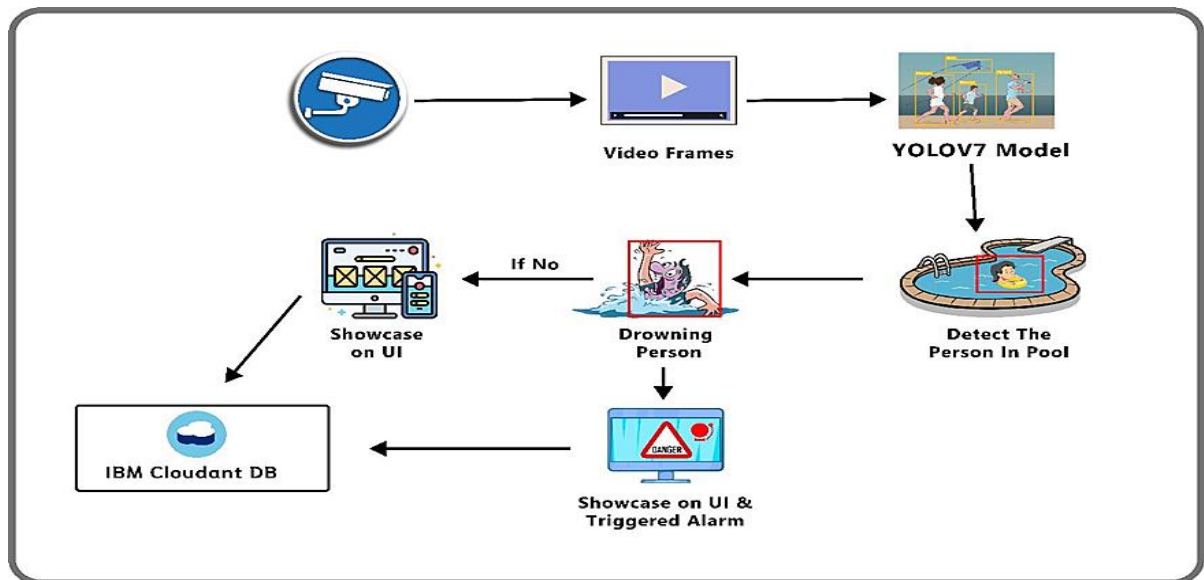 Video Frames
YOLOV7 Model
If No
Showcase
on UI
Drowning
Person
Detect The
Person In Pool
IBM Cloudant DB
DANGER
Showcase on UI &
Triggered Alarm